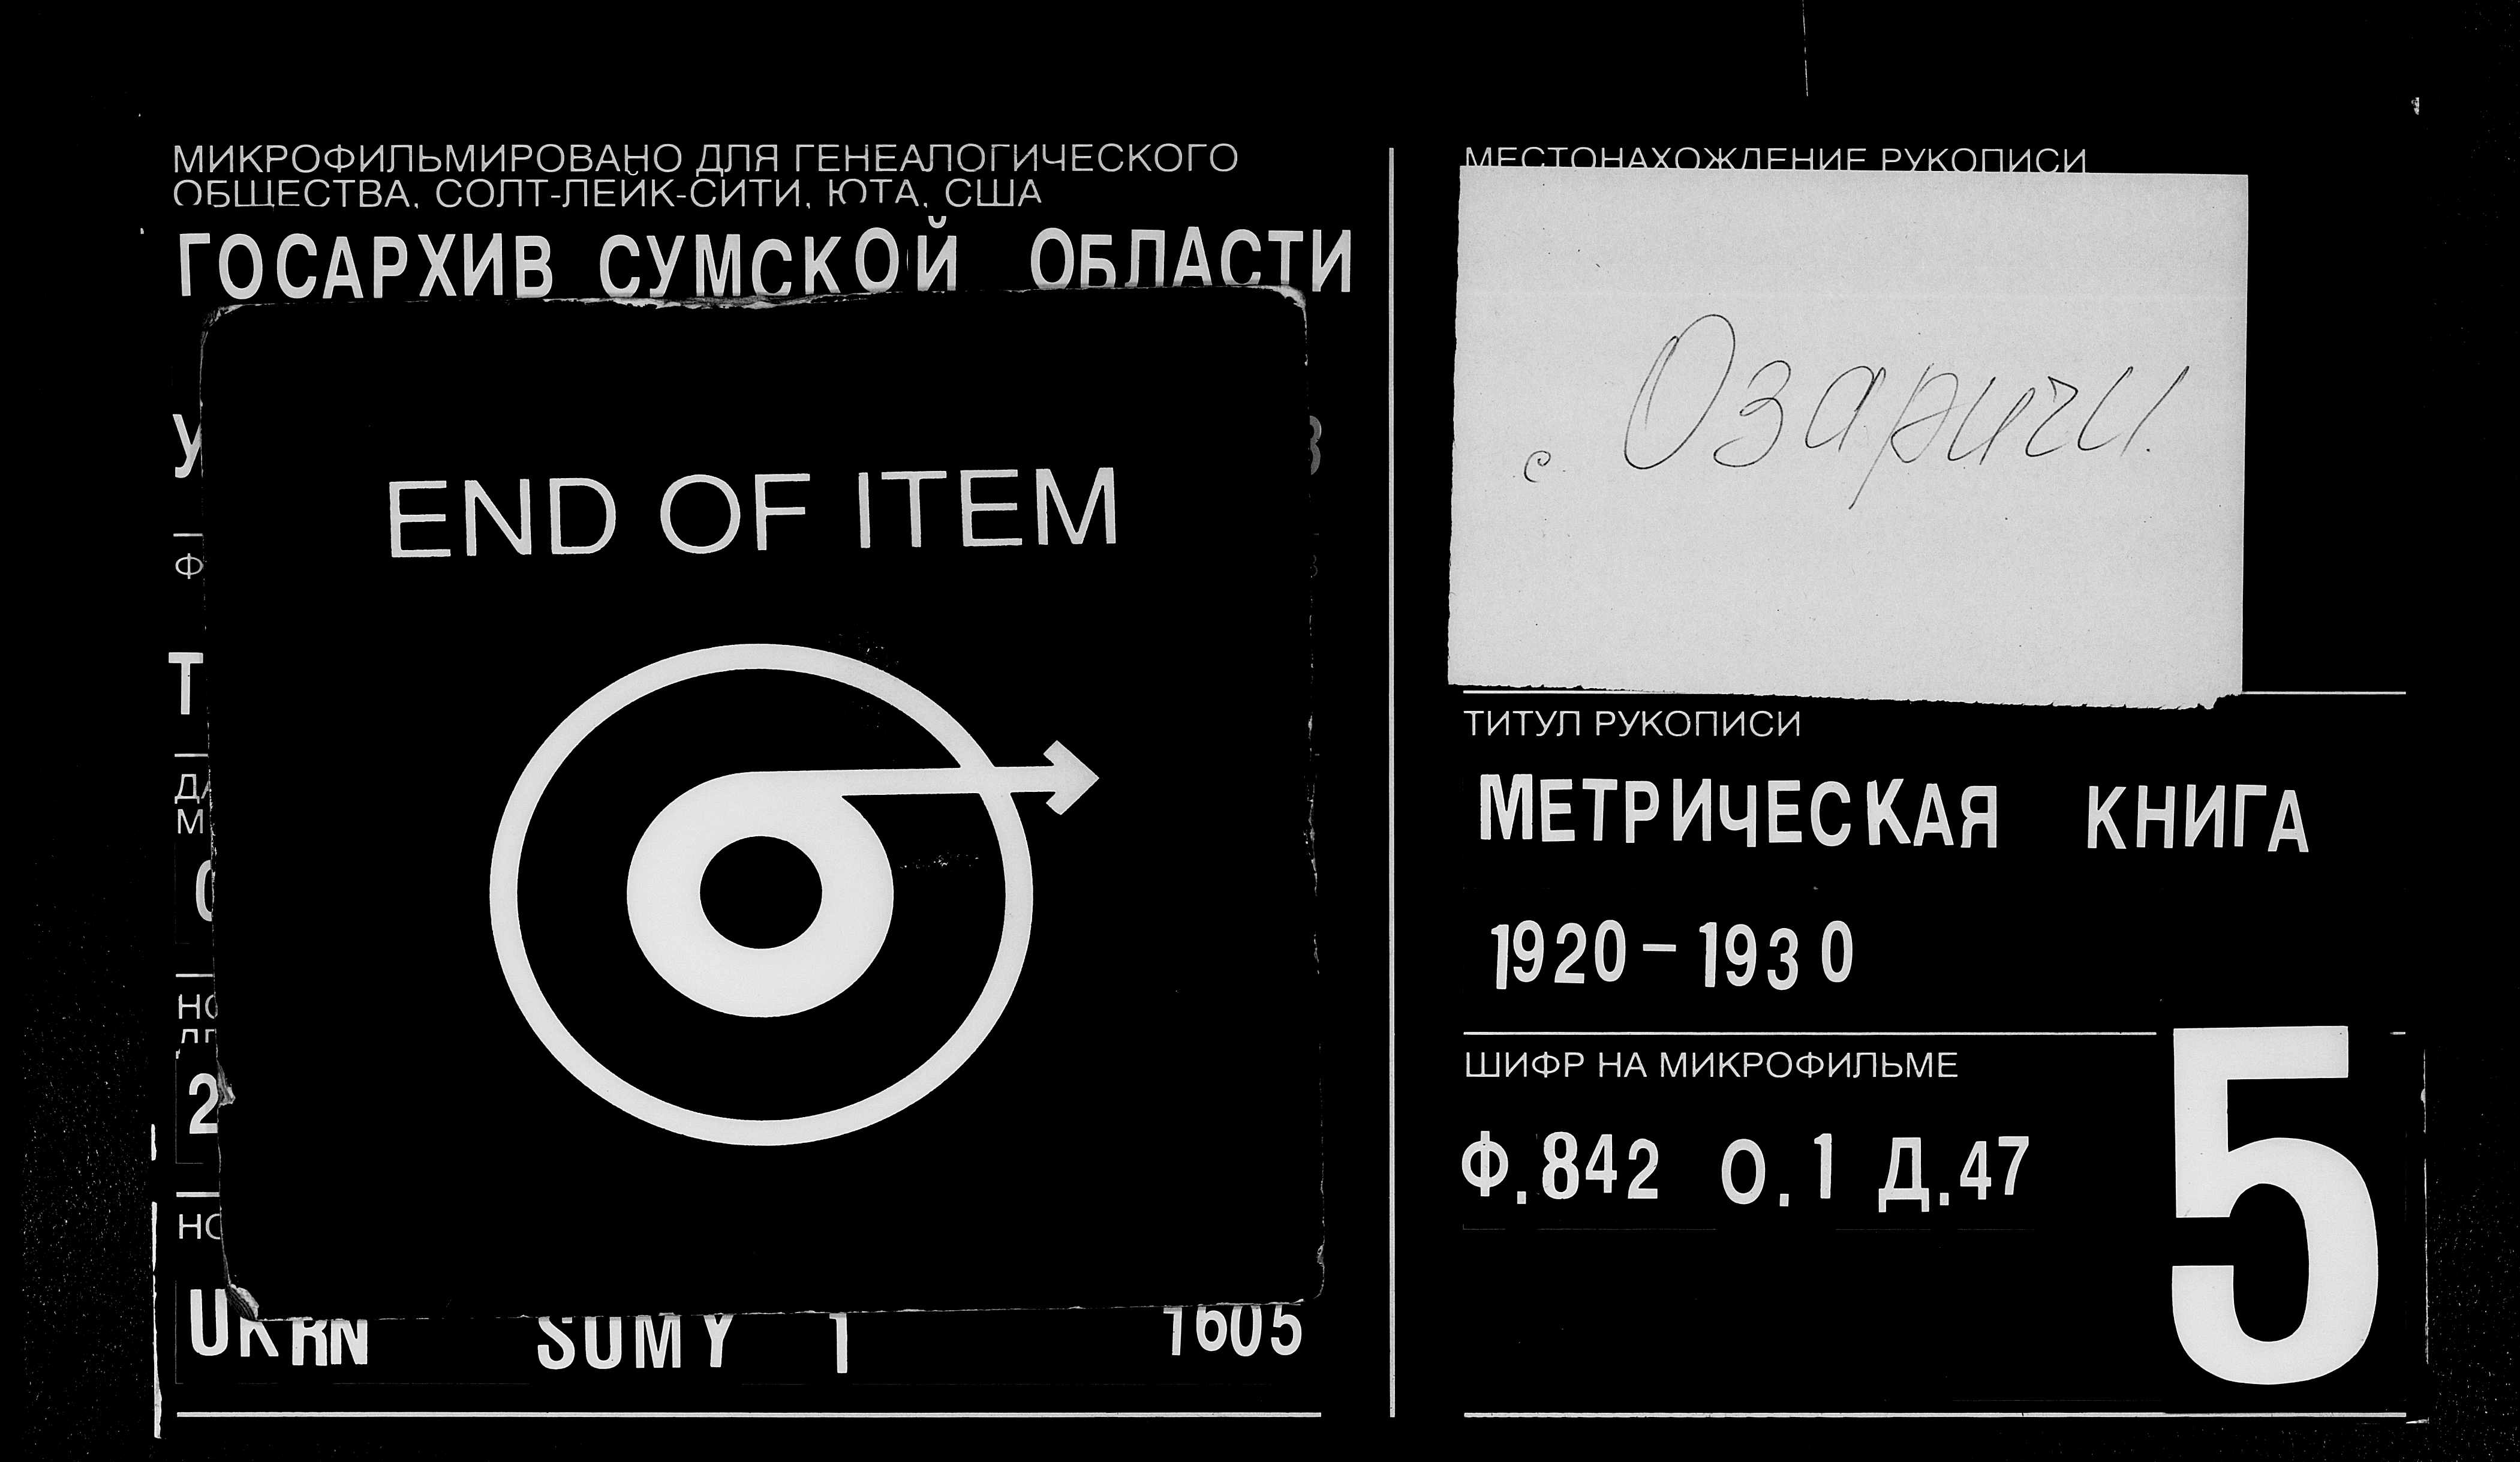 МИКРОФИЛЬМИРОВАНО ДЛЯ ГЕНЕАЛОГИЧЕСКОГО
ОБЩЕСТВА, СОЛТ-ЛЕЙК-СИТИ, ЮТА, США
ГОСАРХИВ СУМСКОЙ ОБЛАСТИ
END OF ITEM
UKRN SUMY 1 1605
МЕСТОНАХОЖДЕНИЕ РУКОПИСИ
с. Озаричи.
ТИТУЛ РУКОПИСИ
МЕТРИЧЕСКАЯ КНИГА
1920-1930
ШИФР НА МИКРОФИЛЬМЕ
Ф.842 О.1 Д.47
5